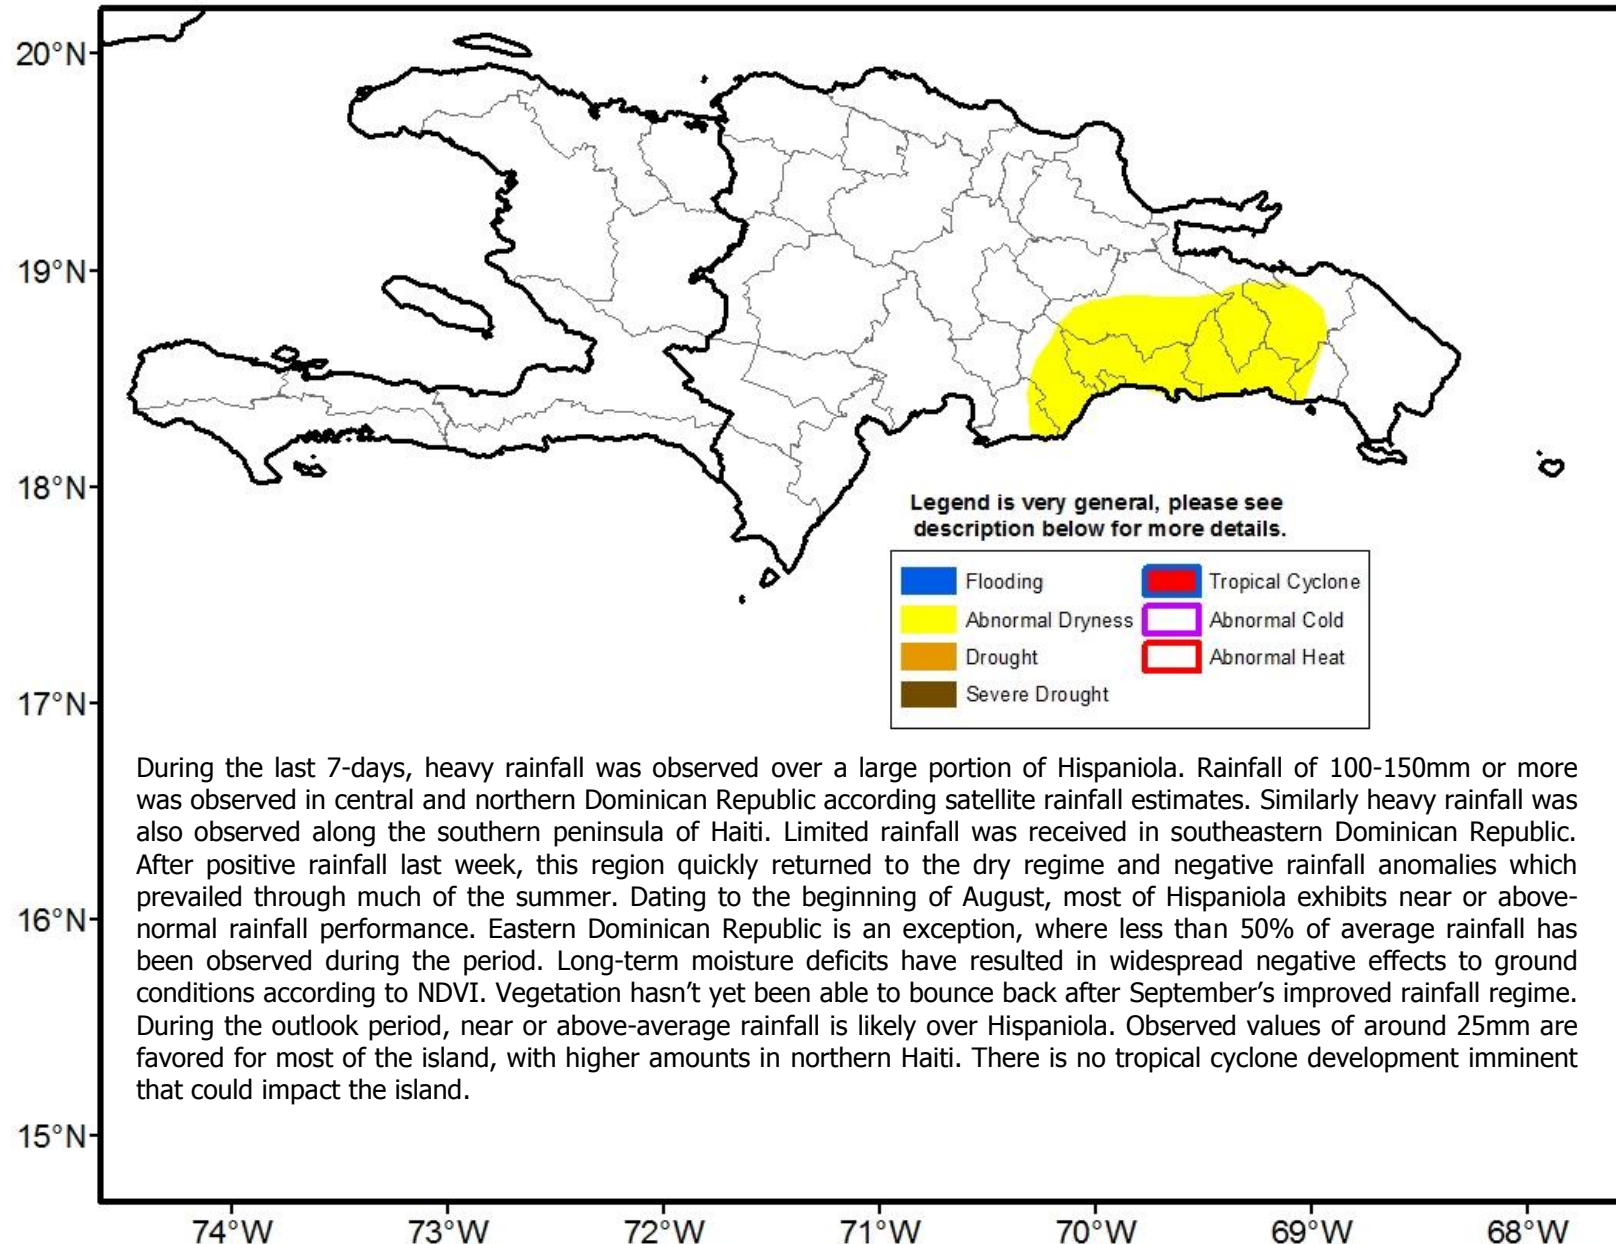 20°N
19°N
18°N
17°N
16°N
15°N
Legend is very general, please see
description below for more details.
Flooding
Tropical Cyclone
Abnormal Dryness
Abnormal Cold
Drought
Abnormal Heat
Severe Drought
During the last 7-days, heavy rainfall was observed over a large portion of Hispaniola. Rainfall of 100-150mm or more
was observed in central and northern Dominican Republic according satellite rainfall estimates. Similarly heavy rainfall was
also observed along the southern peninsula of Haiti. Limited rainfall was received in southeastern Dominican Republic.
After positive rainfall last week, this region quickly returned to the dry regime and negative rainfall anomalies which
prevailed through much of the summer. Dating to the beginning of August, most of Hispaniola exhibits near or above-
normal rainfall performance. Eastern Dominican Republic is an exception, where less than 50% of average rainfall has
been observed during the period. Long-term moisture deficits have resulted in widespread negative effects to ground
conditions according to NDVI. Vegetation hasn’t yet been able to bounce back after September’s improved rainfall regime.
During the outlook period, near or above-average rainfall is likely over Hispaniola. Observed values of around 25mm are
favored for most of the island, with higher amounts in northern Haiti. There is no tropical cyclone development imminent
that could impact the island.
74°W 73°W 72°W 71°W 70°W 69°W 68°W